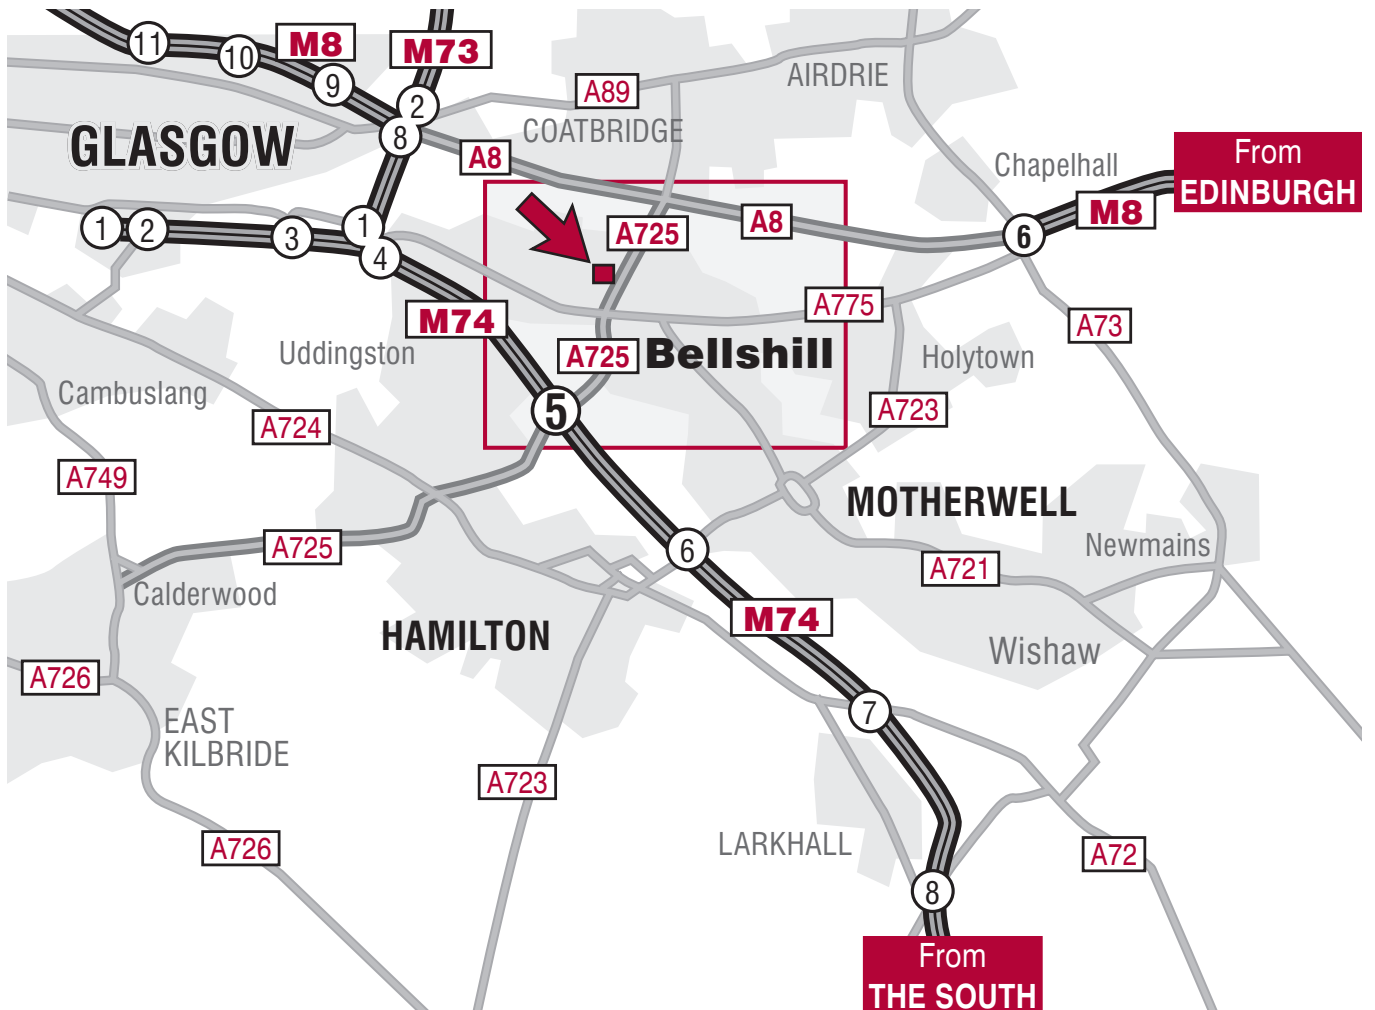 11
10
M8
M73
9
2
8
A89
AIRDRIE
COATBRIDGE
GLASGOW
A8
Chapelhall
From
EDINBURGH
M8
1
2
3
1
4
A725
A8
6
M74
A775
A73
Uddingston
A725
Bellshill
Holytown
Cambuslang
A724
5
A723
A749
MOTHERWELL
A725
6
A721
Newmains
Calderwood
HAMILTON
M74
Wishaw
A726
EAST
KILBRIDE
7
A723
A726
LARKHALL
A72
8
From
THE SOUTH